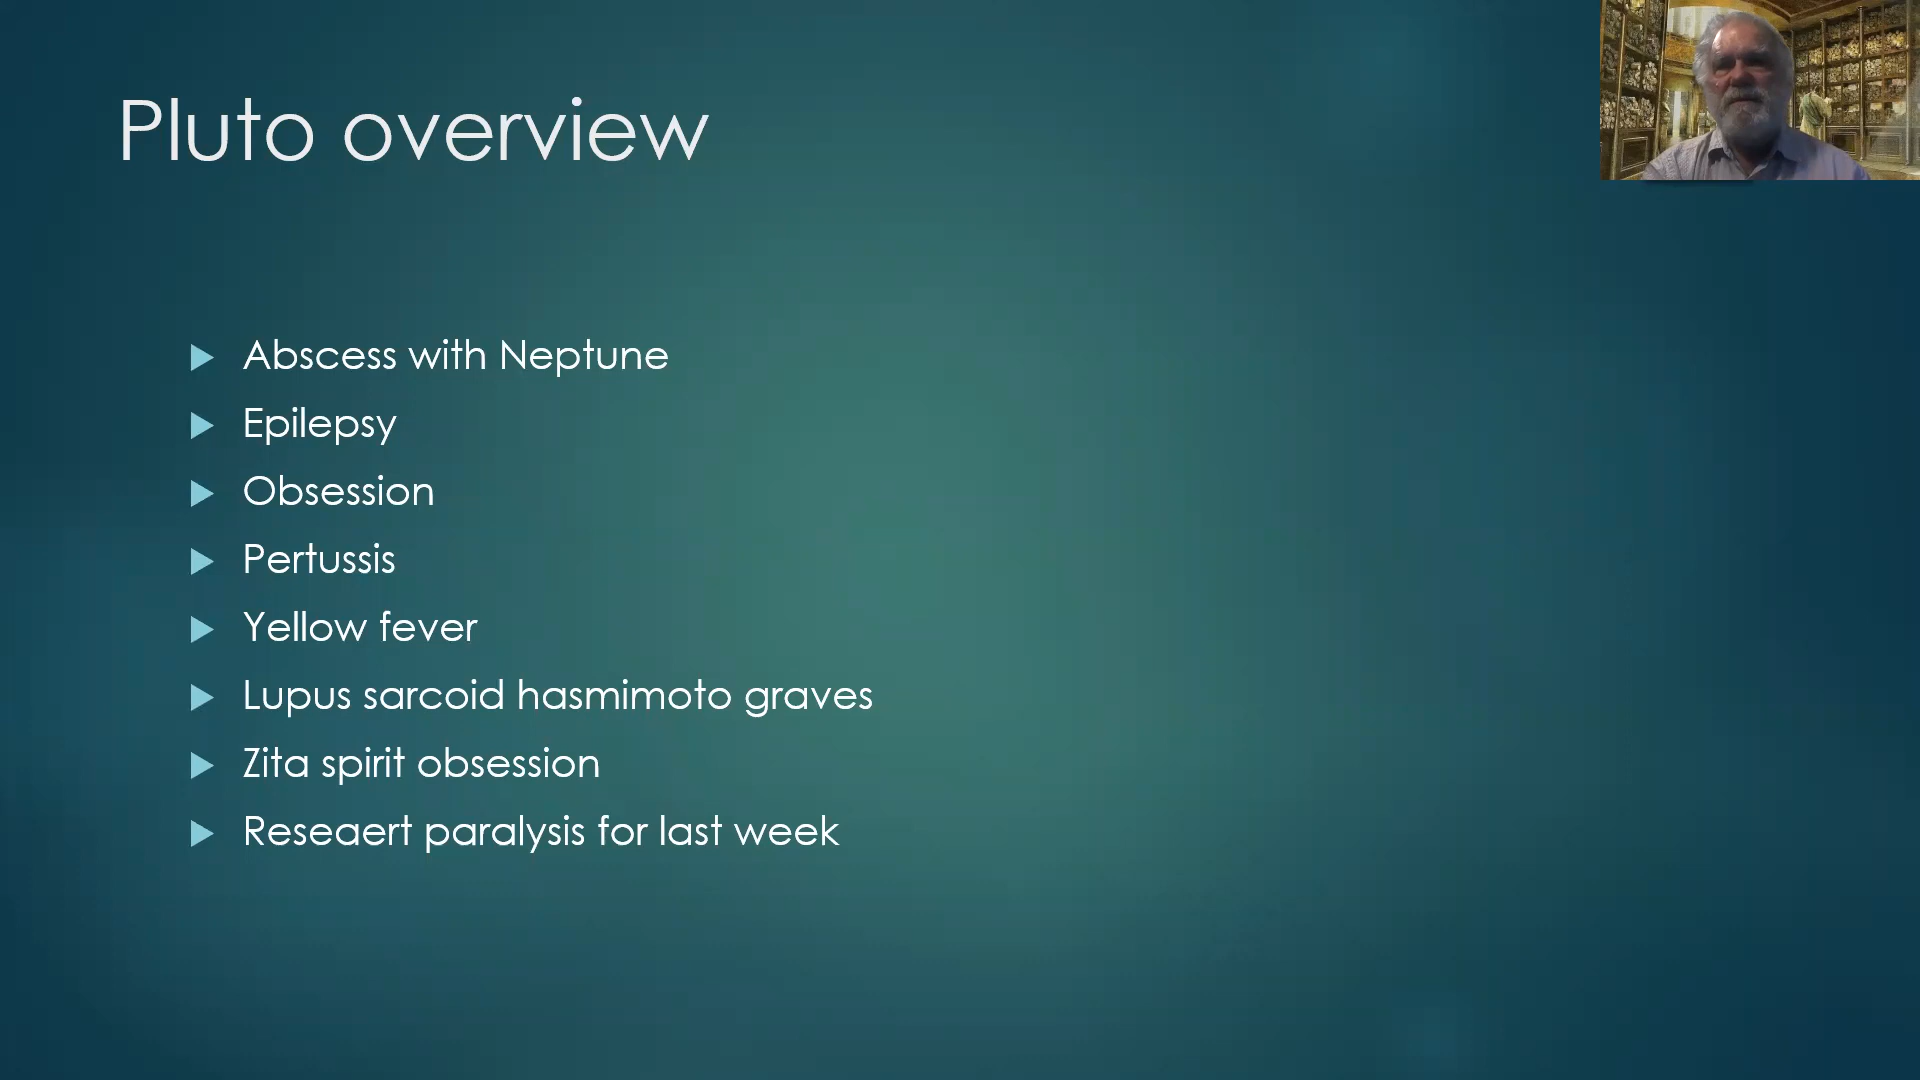 Pluto overview
Abscess with Neptune
Epilepsy
Obsession
Pertussis
Yellow fever
Lupus sarcoid hasmimoto graves
Zita spirit obsession
Reseaert paralysis for last week